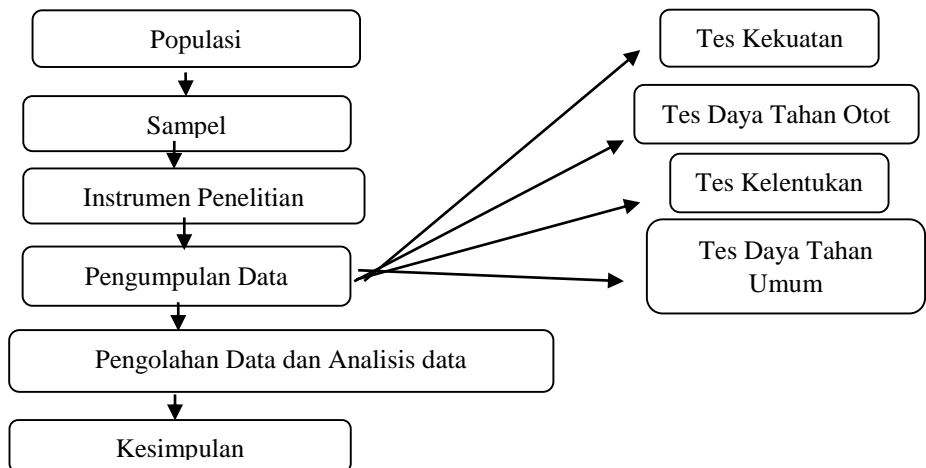 Populasi
Sampel
Instrumen Penelitian
Pengumpulan Data
Pengolahan Data dan Analisis data
Kesimpulan
Tes Kekuatan
Tes Daya Tahan Otot
Tes Kelentukan
Tes Daya Tahan
Umum